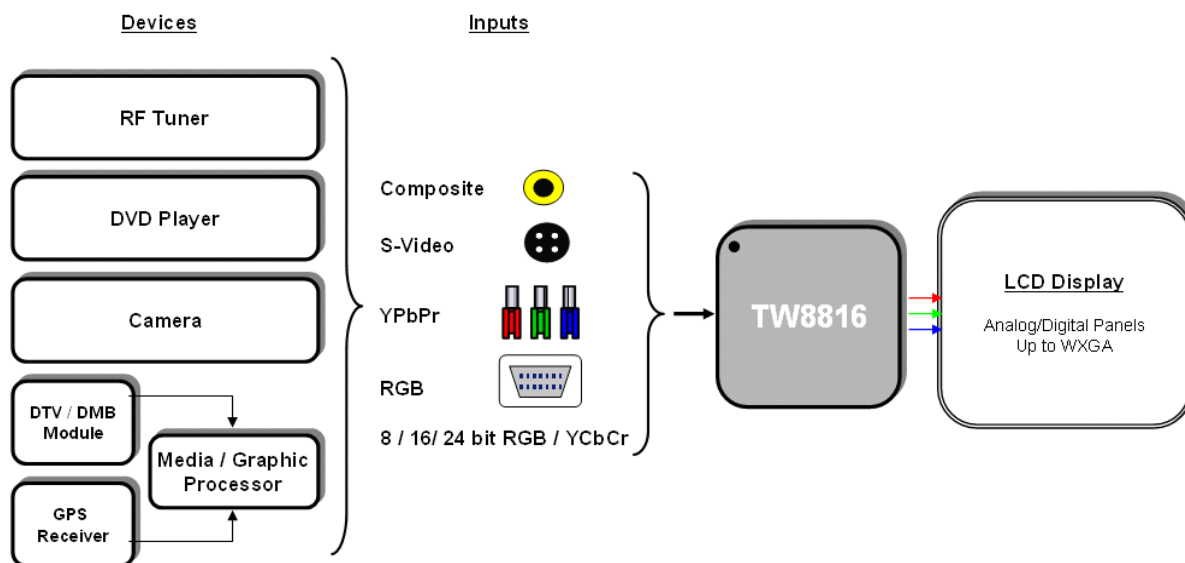 Devices
Inputs
RF Tuner
DVD Player
Camera
DTV / DMB
Module
Media / Graphic
Processor
GPS
Receiver
Composite
S-Video
YPbPr
RGB
8 / 16/ 24 bit RGB / YCbCr
TW8816
LCD Display
Analog/Digital Panels
Up to WXGA